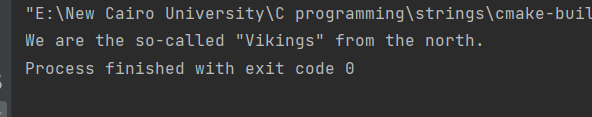 "E:\New Cairo University\C programming\strings\cmake-buil
We are the so-called "Vikings" from the north.
Process finished with exit code 0